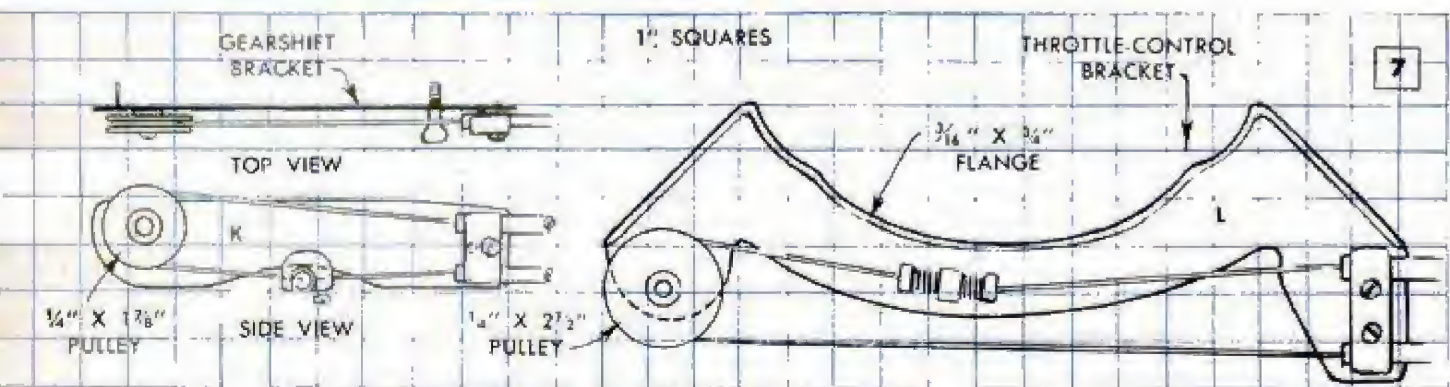 GEARSHIFT
BRACKET
TOP VIEW
K
1/4" X 1 7/8"
PULLEY
SIDE VIEW
1" SQUARES
THROTTLE-CONTROL
BRACKET
7
3/16" X 3/4"
FLANGE
L
1/4" X 2 1/2"
PULLEY